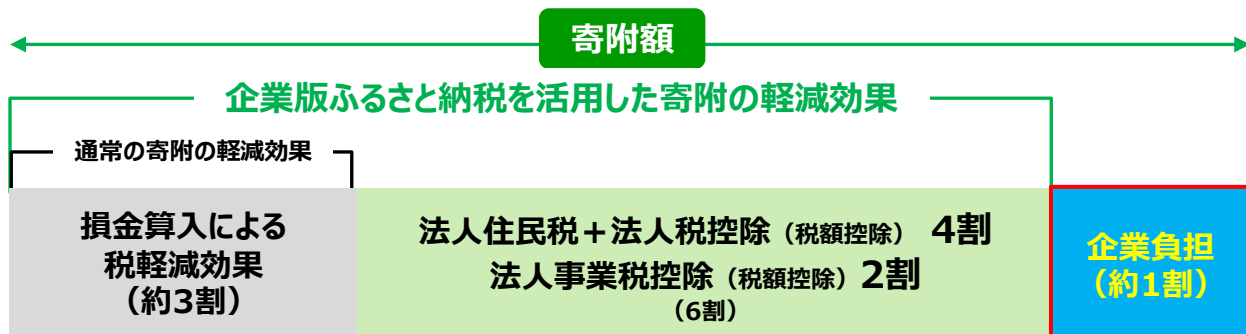 寄附額
企業版ふるさと納税を活用した寄附の軽減効果
通常の寄附の軽減効果
損金算入による
税軽減効果
（約3割）
法人住民税＋法人税控除（税額控除） 4割
法人事業税控除（税額控除）2割
（6割）
企業負担
（約1割）